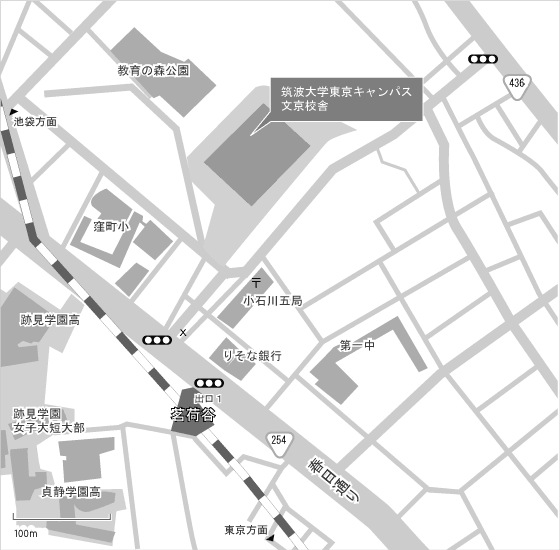 教育の森公園
436
筑波大学東京キャンパス
文京校舎
池袋方面
窪町小
〒
小石川五局
跡見学園高
x
りそな銀行
第一中
出口1
茗荷谷
跡見学園
女子大短大部
254
春日通り
貞静学園高
東京方面
100m